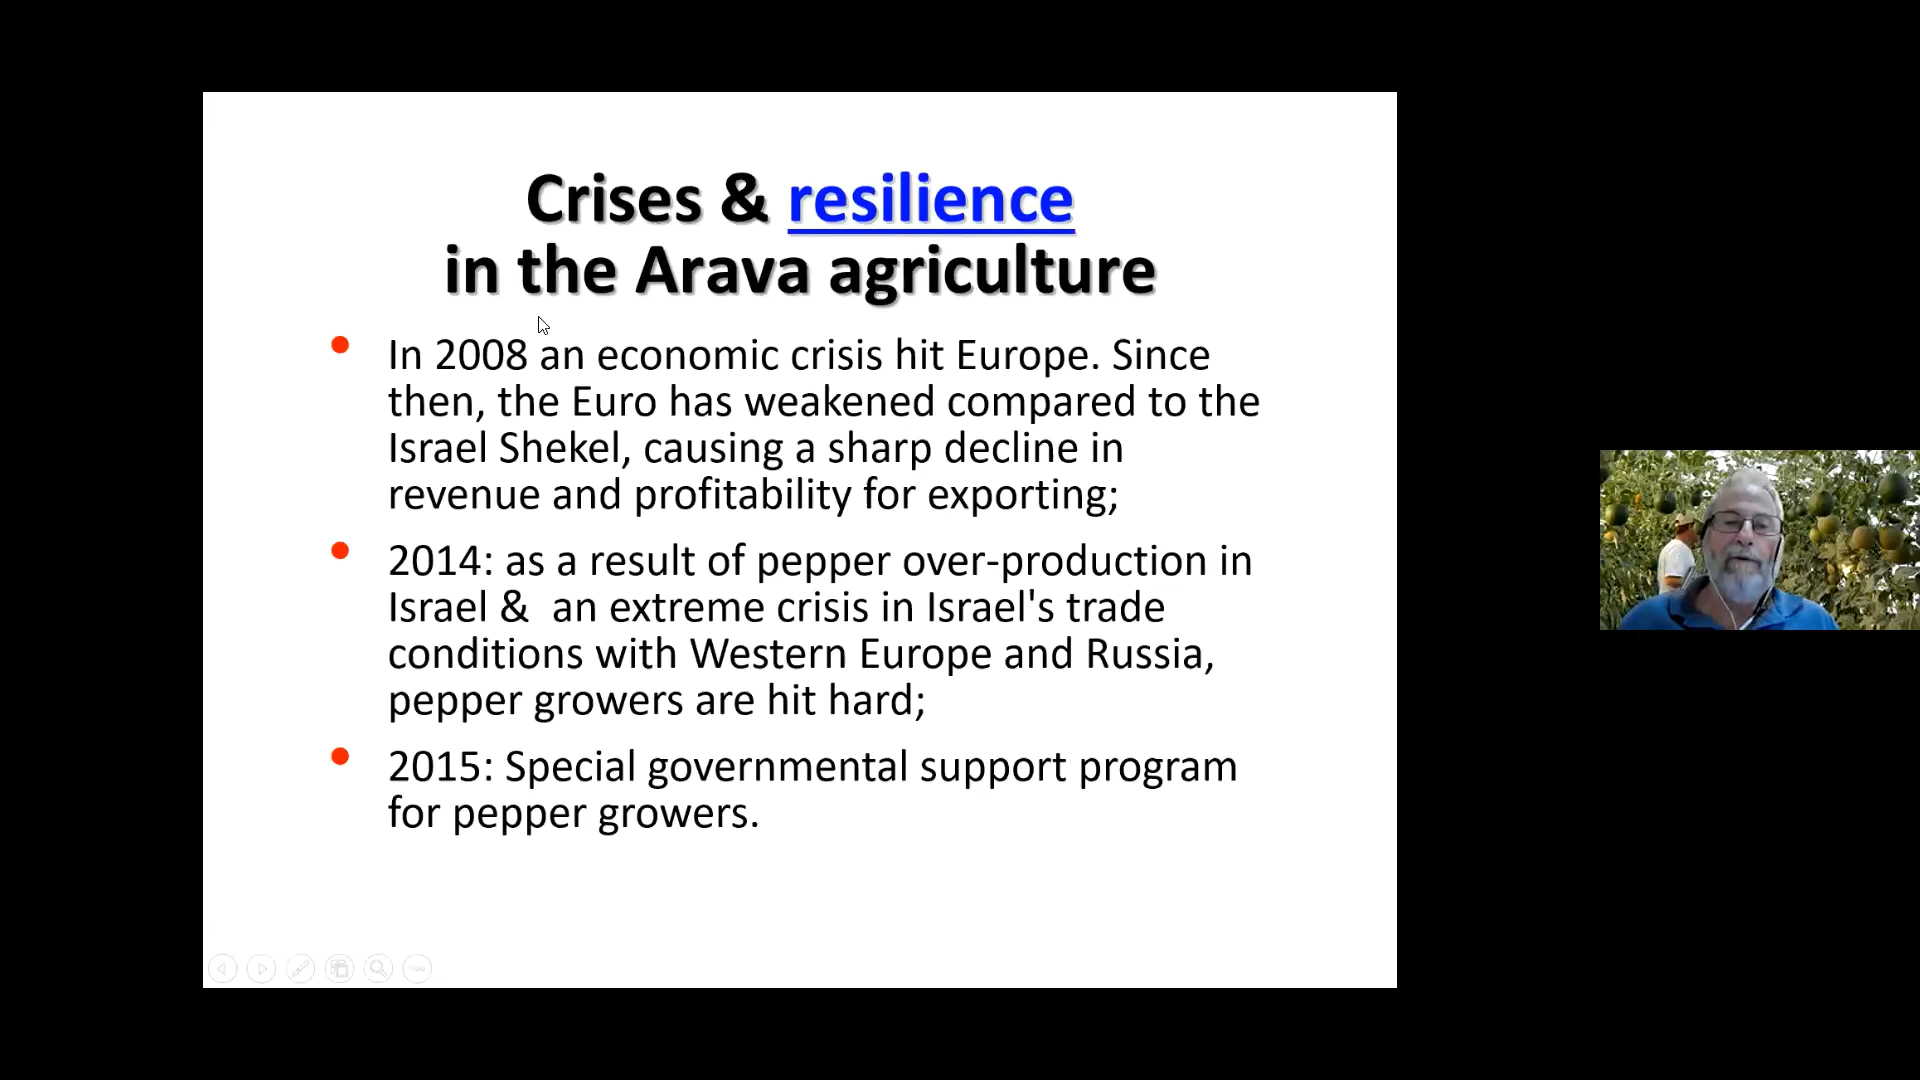 Crises & resilience
in the Arava agriculture
In 2008 an economic crisis hit Europe. Since
then, the Euro has weakened compared to the
Israel Shekel, causing a sharp decline in
revenue and profitability for exporting;
2014: as a result of pepper over-production in
Israel &  an extreme crisis in Israel's trade
conditions with Western Europe and Russia,
pepper growers are hit hard;
2015: Special governmental support program
for pepper growers.